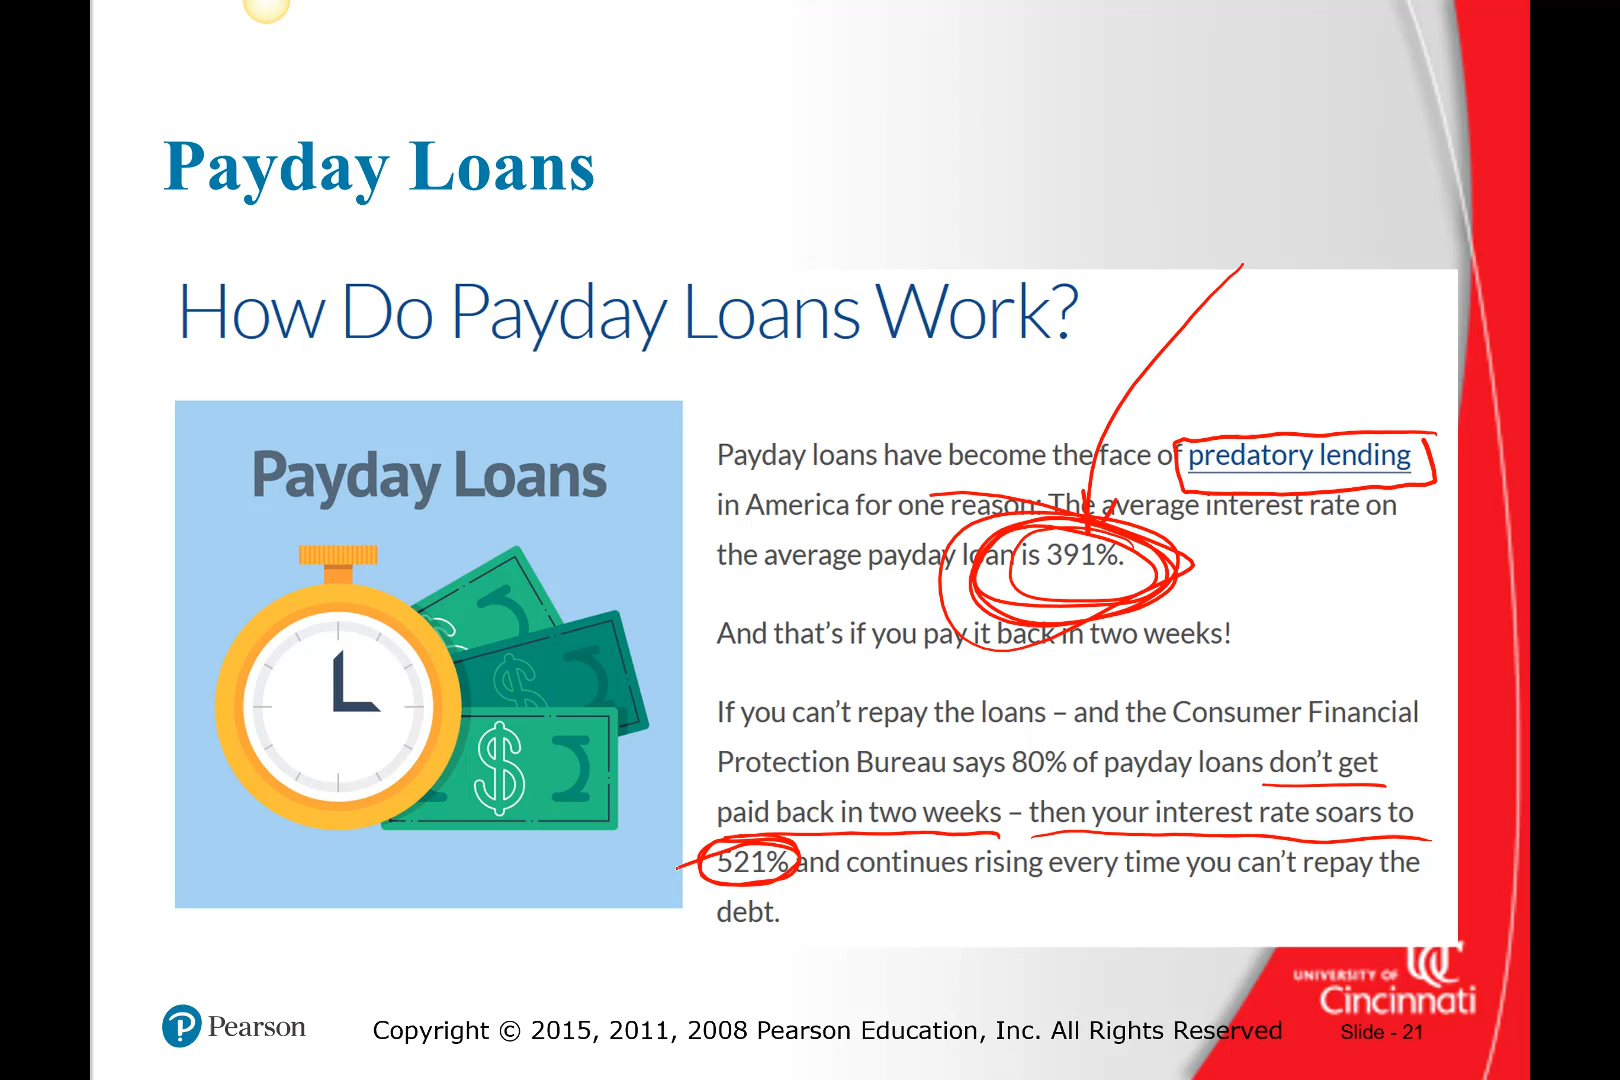 Payday Loans
How Do Payday Loans Work?
Payday Loans
Payday loans have become the face of predatory lending
in America for one reason: The average interest rate on
the average payday loan is 391%.
And that's if you pay it back in two weeks!
If you can't repay the loans – and the Consumer Financial
Protection Bureau says 80% of payday loans don't get
paid back in two weeks – then your interest rate soars to
521% and continues rising every time you can't repay the
debt.
UC
UNIVERSITY OF
Cincinnati
P Pearson
Copyright © 2015, 2011, 2008 Pearson Education, Inc. All Rights Reserved
Slide - 21